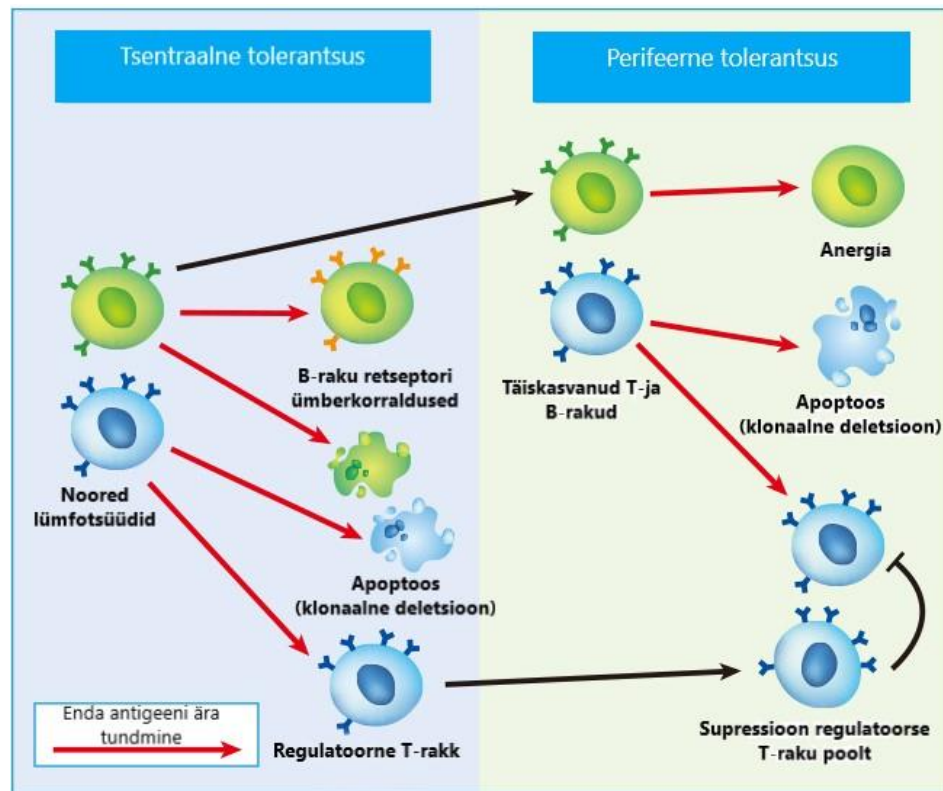 Tsentraalne tolerantsus
B-raku retseptori
ümberkorraldused
Noored
lümfotsüüdid
Apoptoos
(klonaalne deletsioon)
Regulatoorne T-rakk
Enda antigeeni ära
tundmine
Perifeerne tolerantsus
Anergia
Täiskasvanud T-ja
B-rakud
Apoptoos
(klonaalne deletsioon)
Supressioon regulatoorse
T-raku poolt